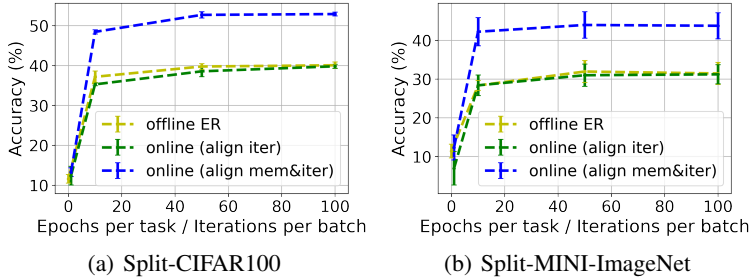 50
40
30
20
10
Accuracy (%)
offline ER
online (align iter)
online (align mem&iter)
0 20 40 60 80 100
Epochs per task / Iterations per batch
(a) Split-CIFAR100
50
40
30
20
10
Accuracy (%)
offline ER
online (align iter)
online (align mem&iter)
0 20 40 60 80 100
Epochs per task / Iterations per batch
(b) Split-MINI-ImageNet